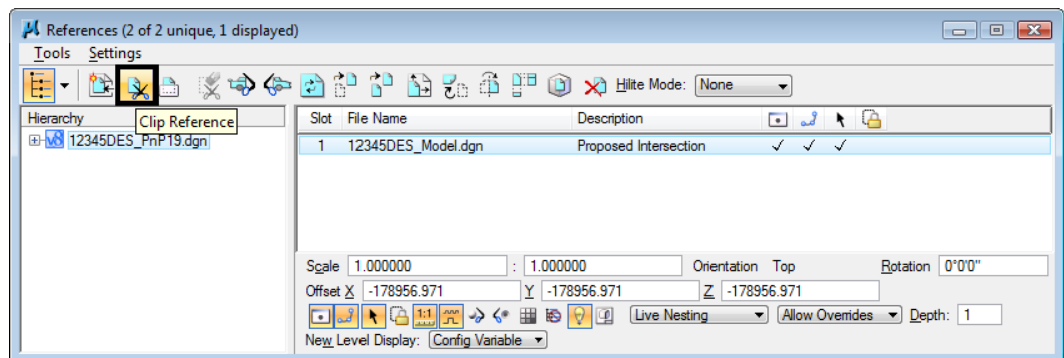 References (2 of 2 unique, 1 displayed)
Tools Settings
Hilite Mode: None
Clip Reference
Hierarchy
12345DES_PnP19.dgn
Slot File Name Description
1 12345DES_Model.dgn Proposed Intersection
Scale 1.000000 : 1.000000 Orientation Top Rotation 0°0'0"
Offset X -178956.971 Y -178956.971 Z -178956.971
1:1 Live Nesting Allow Overrides Depth: 1
New Level Display: Config Variable